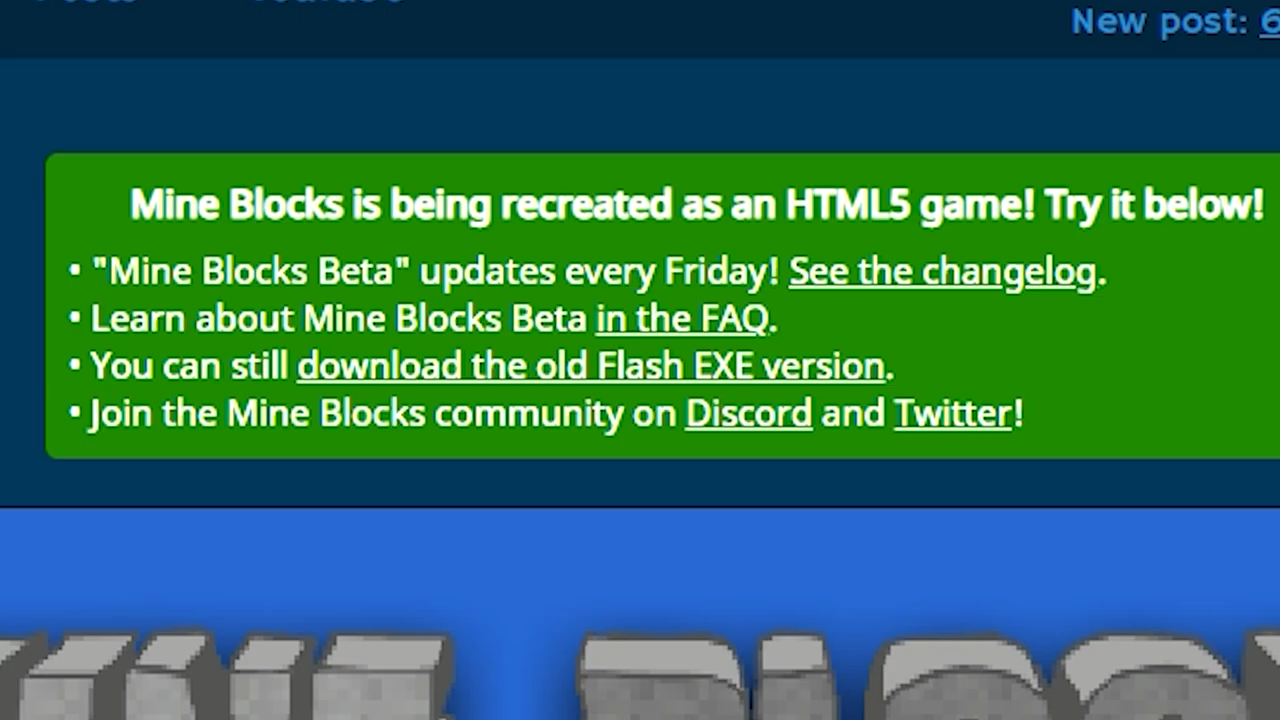 New post: 6
Mine Blocks is being recreated as an HTML5 game! Try it below!
• "Mine Blocks Beta" updates every Friday! See the changelog.
• Learn about Mine Blocks Beta in the FAQ.
• You can still download the old Flash EXE version.
• Join the Mine Blocks community on Discord and Twitter!